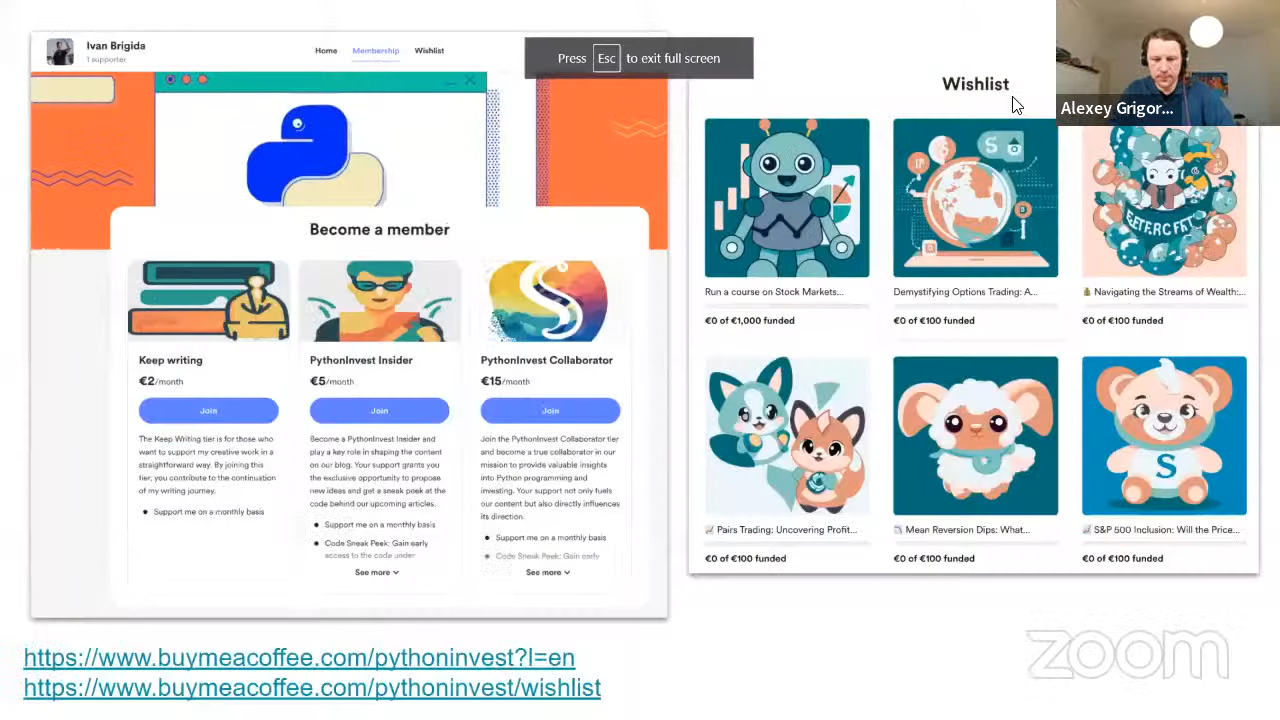 Ivan Brigida
1 supporter
Home
Membership
Wishlist
Press Esc to exit full screen
Alexey Grigor...
Become a member
Keep writing
€2/month
Join
The Keep Writing tier is for those who
want to support my creative work in a
straightforward way. By joining this
tier, you contribute to the continuation
of my writing journey.
Support me on a monthly basis
PythonInvest Insider
€5/month
Join
Become a PythonInvest Insider and
play a key role in shaping the content
on our blog. Your support grants you
the exclusive opportunity to propose
new ideas and get a sneak peek at the
code behind our upcoming articles.
Support me on a monthly basis
Code Sneak Peek: Gain early
access to the code under
See more
PythonInvest Collaborator
€15/month
Join
Join the PythonInvest Collaborator tier
and become a true collaborator in our
mission to provide valuable insights
into Python programming and
investing. Your support not only fuels
our content but also directly influences
its direction.
Support me on a monthly basis
Code Sneak Peek: Gain early
See more
Wishlist
Run a course on Stock Markets...
€0 of €1,000 funded
Demystifying Options Trading: A...
€0 of €100 funded
Navigating the Streams of Wealth:...
€0 of €100 funded
Pairs Trading: Uncovering Profit...
€0 of €100 funded
Mean Reversion Dips: What...
€0 of €100 funded
S
S&P 500 Inclusion: Will the Price...
€0 of €100 funded
https://www.buymeacoffee.com/pythoninvest?l=en
https://www.buymeacoffee.com/pythoninvest/wishlist
zoom